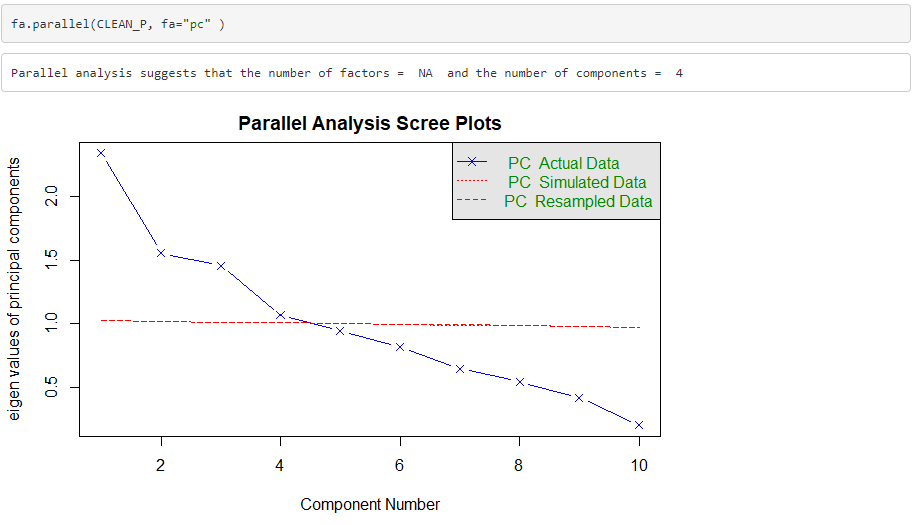 fa.parallel(CLEAN_P, fa="pc" )
Parallel analysis suggests that the number of factors =  NA  and the number of components =  4
Parallel Analysis Scree Plots
PC  Actual Data
PC  Simulated Data
PC  Resampled Data
eigen values of principal components
2.0
1.5
1.0
0.5
2 4 6 8 10
Component Number